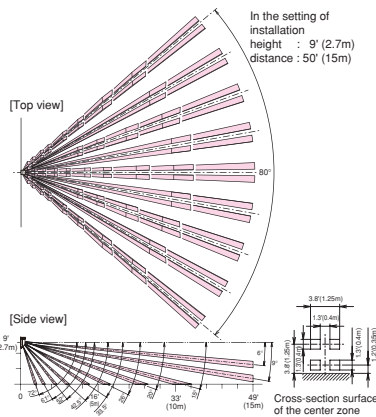 In the setting of
installation
height : 9' (2.7m)
distance : 50' (15m)
[Top view]
80°
[Side view]
9'
(2.7m)
6°
9°
0
16'
(5m)
33'
(10m)
49'
(15m)
3.8'(1.25m)
1.3'(0.4m)
3.8'(1.25m)
1.3'(0.4m)
1.3'(0.4m)
1.2'(0.35m)
Cross-section surface
of the center zone